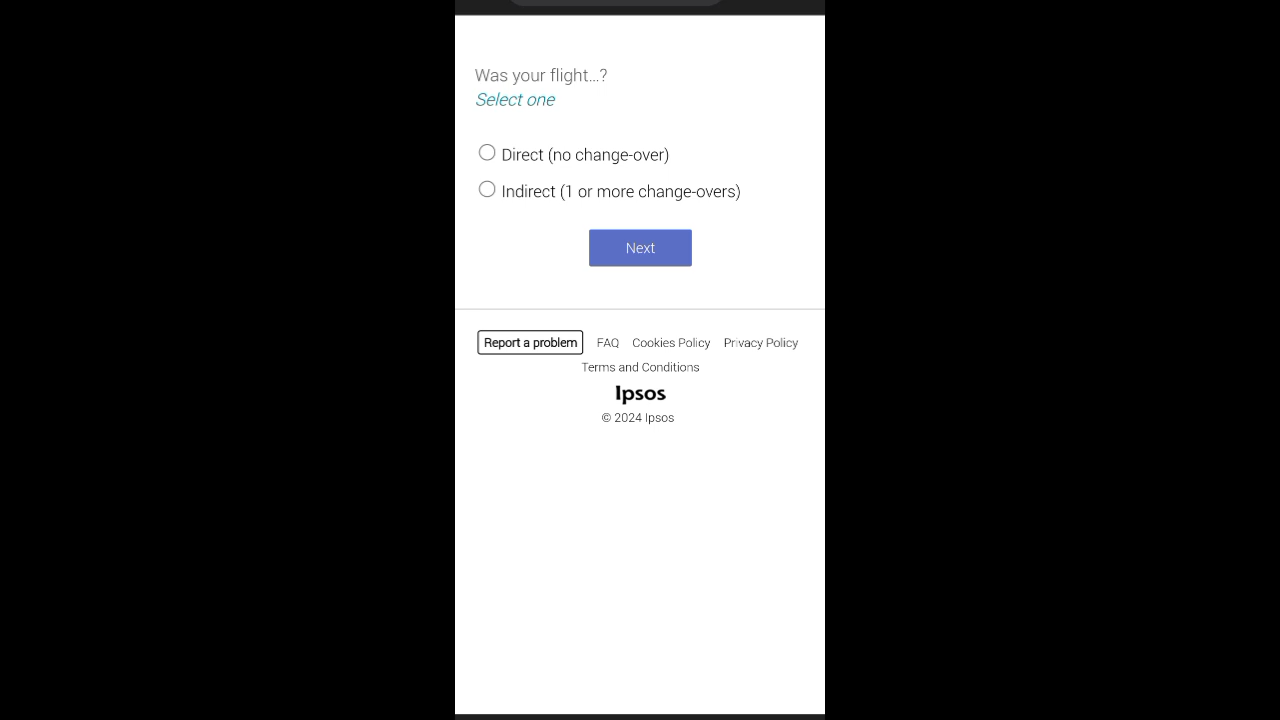 Was your flight...?
Select one
Direct (no change-over)
Indirect (1 or more change-overs)
Next
Report a problem FAQ Cookies Policy Privacy Policy
Terms and Conditions
Ipsos
© 2024 Ipsos